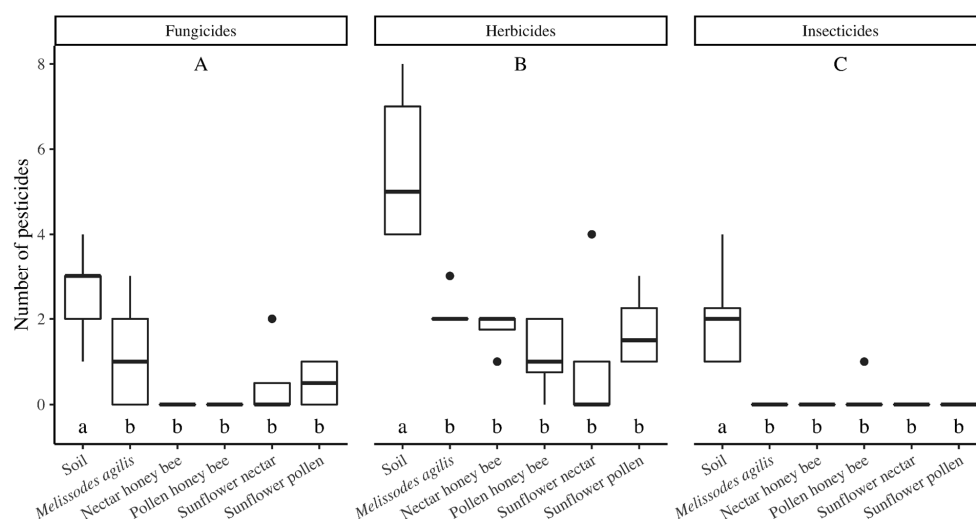 Fungicides Herbicides Insecticides
A B C
Number of pesticides
8
6
4
2
0
a b b b b b a b b b b b a b b b b b
Soil Melissodes agilis Nectar honey bee Pollen honey bee Sunflower nectar Sunflower pollen Soil Melissodes agilis Nectar honey bee Pollen honey bee Sunflower nectar Sunflower pollen Soil Melissodes agilis Nectar honey bee Pollen honey bee Sunflower nectar Sunflower pollen